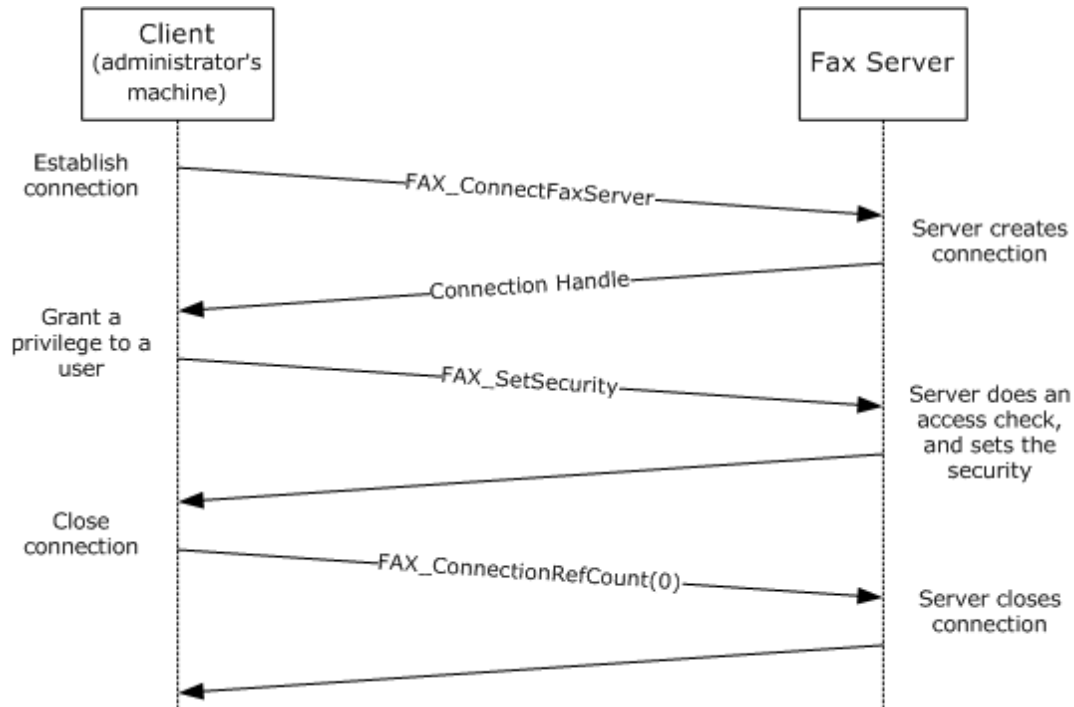 Client
(administrator's
machine)
Fax Server
Establish
connection
FAX_ConnectFaxServer
Server creates
connection
Connection Handle
Grant a
privilege to a
user
FAX_SetSecurity
Server does an
access check,
and sets the
security
Close
connection
FAX_ConnectionRefCount(0)
Server closes
connection